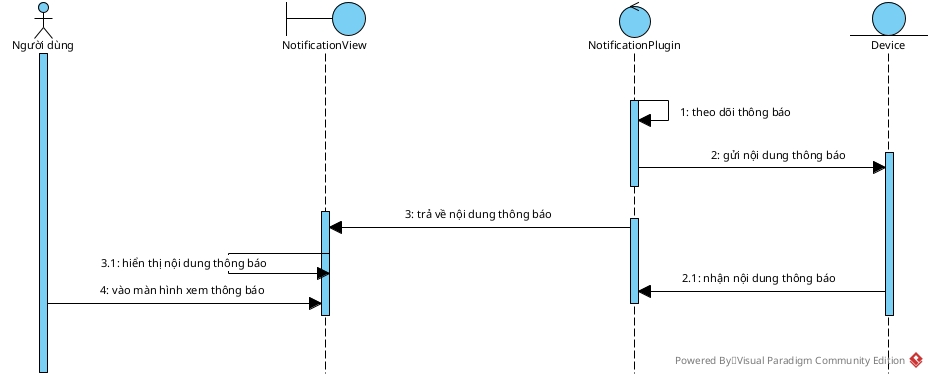 Người dùng
NotificationView
NotificationPlugin
Device
1: theo dõi thông báo
2: gửi nội dung thông báo
3: trả về nội dung thông báo
3.1: hiển thị nội dung thông báo
2.1: nhận nội dung thông báo
4: vào màn hình xem thông báo
Powered By Visual Paradigm Community Edition